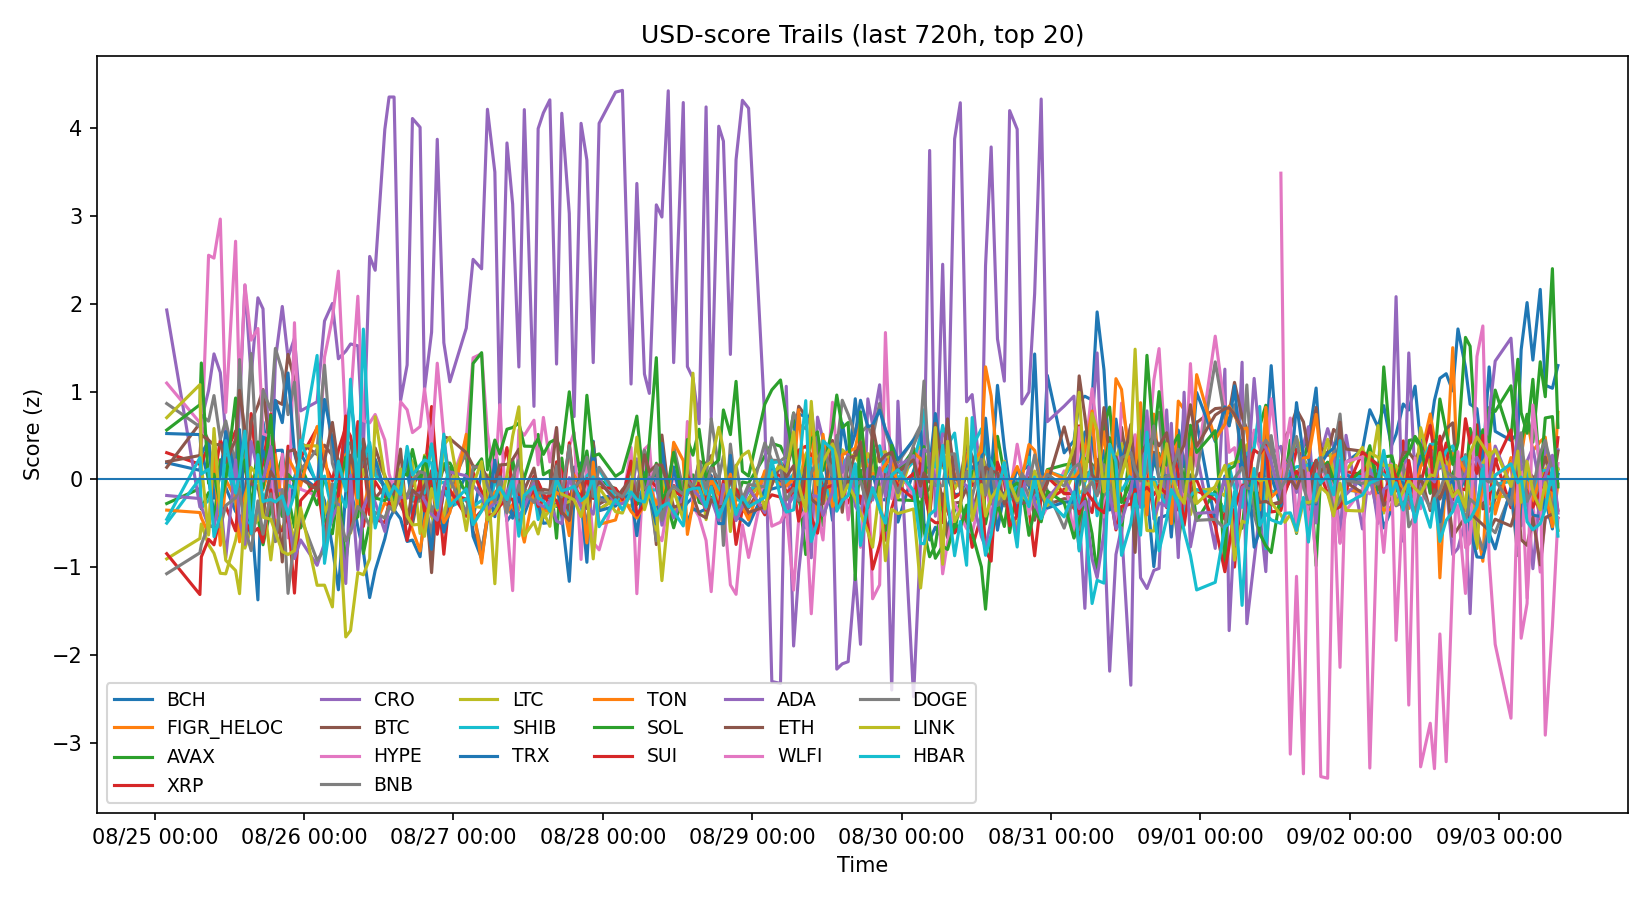 USD-score Trails (last 720h, top 20)
Score (z)
4
3
2
1
0
−1
−2
−3
BCH
FIGR_HELOC
AVAX
XRP
CRO
BTC
HYPE
BNB
LTC
SHIB
TRX
TON
SOL
SUI
ADA
ETH
WLFI
DOGE
LINK
HBAR
08/25 00:00 08/26 00:00 08/27 00:00 08/28 00:00 08/29 00:00 08/30 00:00 08/31 00:00 09/01 00:00 09/02 00:00 09/03 00:00
Time